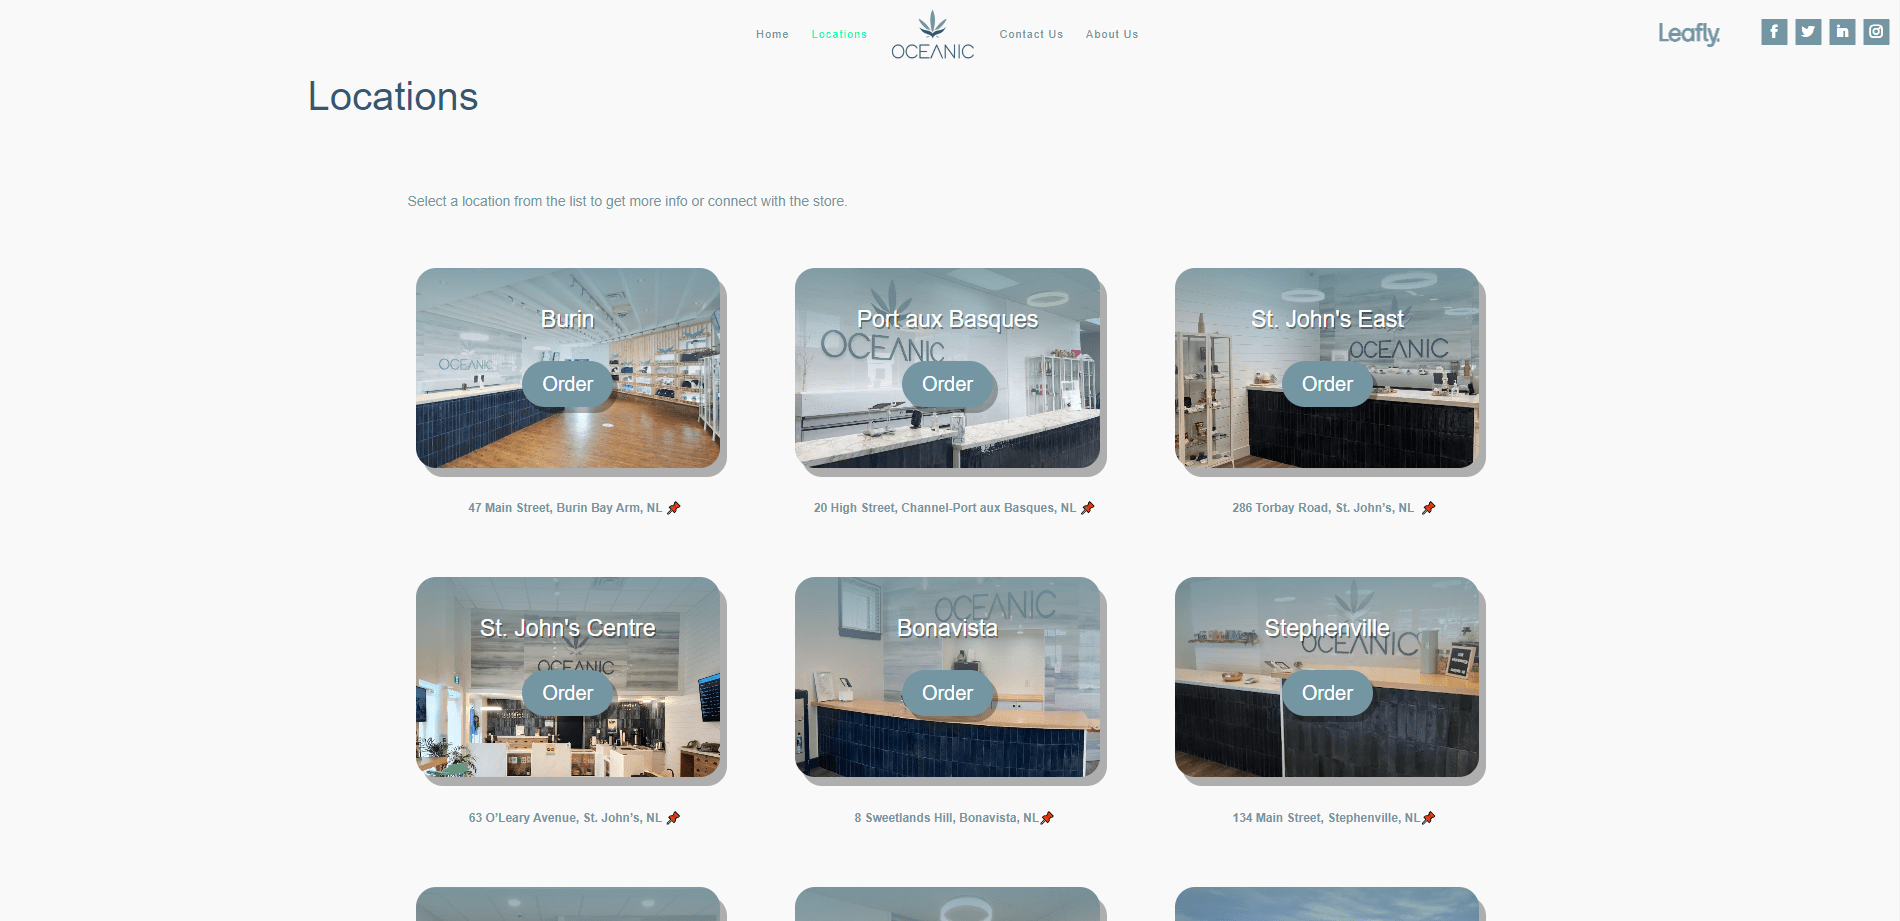 Home
Locations
OCEANIC
Contact Us
About Us
Leafly.
Locations
Select a location from the list to get more info or connect with the store.
Burin
OCEANIC
Order
Port aux Basques
OCEANIC
Order
St. John's East
OCEANIC
Order
47 Main Street, Burin Bay Arm, NL
20 High Street, Channel-Port aux Basques, NL
286 Torbay Road, St. John’s, NL
St. John's Centre
OCEANIC
Order
OCEANIC
Bonavista
Order
Stephenville
OCEANIC
Order
63 O’Leary Avenue, St. John’s, NL
8 Sweetlands Hill, Bonavista, NL
134 Main Street, Stephenville, NL